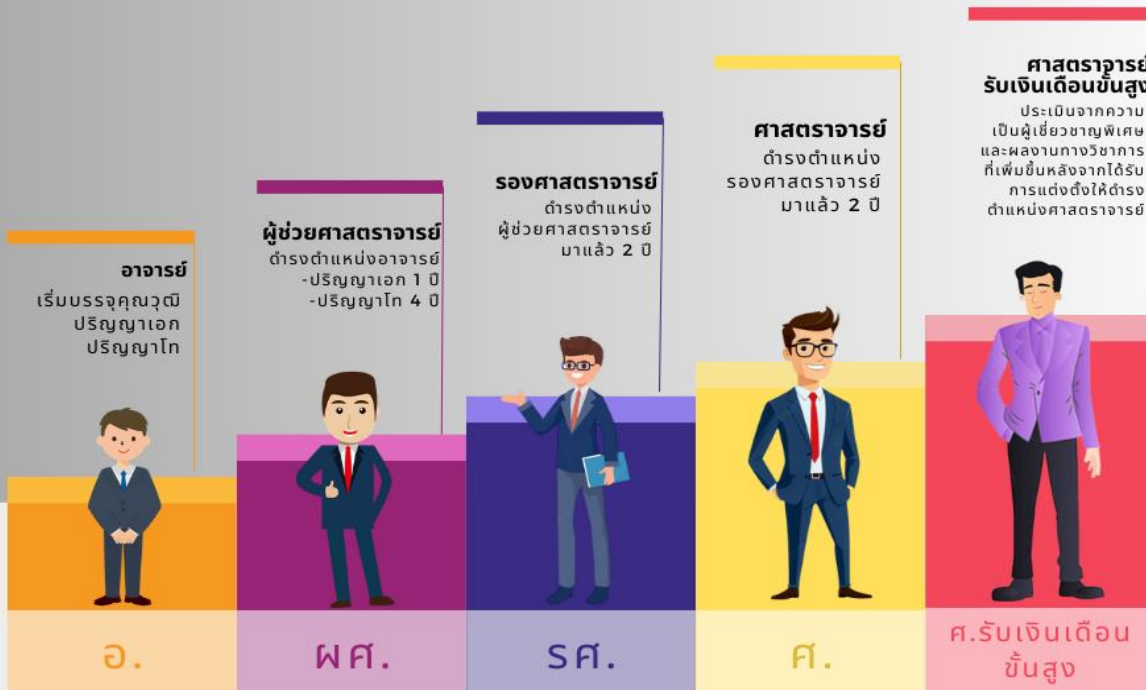 อาจารย์
เริ่มบรรจุคุณวุฒิ
ปริญญาเอก
ปริญญาโท
อ.
ผู้ช่วยศาสตราจารย์
ดำรงตำแหน่งอาจารย์
-ปริญญาเอก 1 ปี
-ปริญญาโท 4 ปี
ผศ.
รองศาสตราจารย์
ดำรงตำแหน่ง
ผู้ช่วยศาสตราจารย์
มาแล้ว 2 ปี
รศ.
ศาสตราจารย์
ดำรงตำแหน่ง
รองศาสตราจารย์
มาแล้ว 2 ปี
ศ.
ศาสตราจารย์
รับเงินเดือนขั้นสูง
ประเมินจากความ
เป็นผู้เชี่ยวชาญพิเศษ
และผลงานทางวิชาการ
ที่เพิ่มขึ้นหลังจากได้รับ
การแต่งตั้งให้ดำรง
ตำแหน่งศาสตราจารย์
ศ.รับเงินเดือน
ขั้นสูง